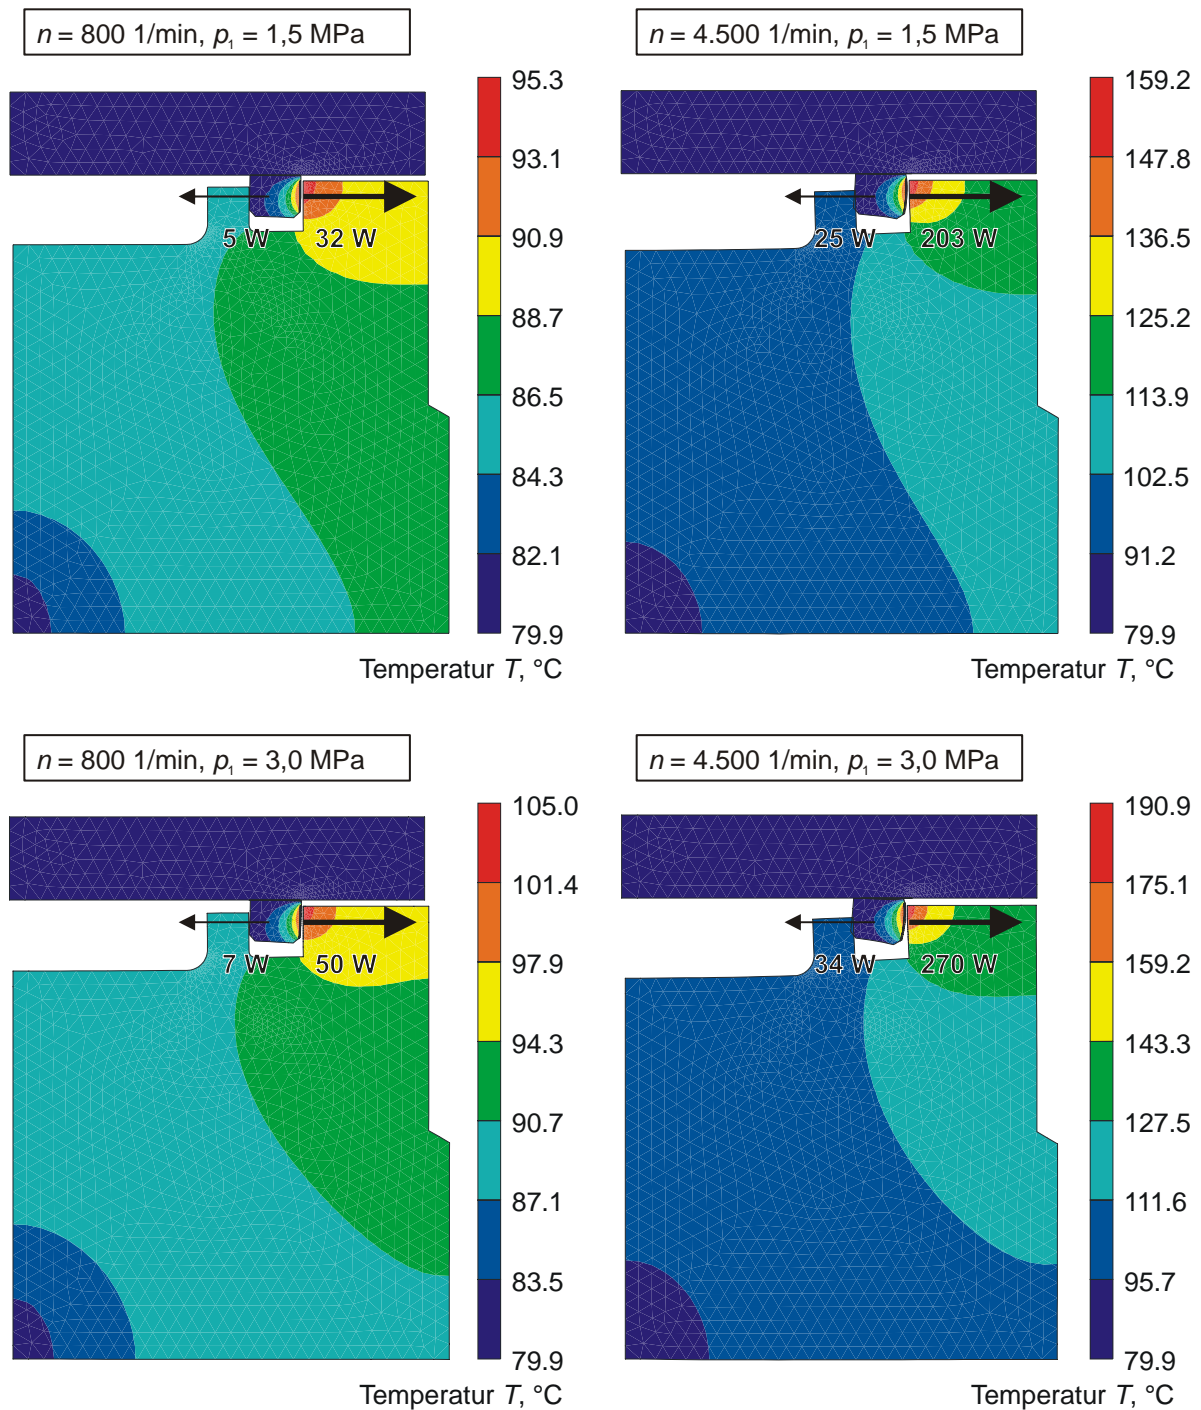 n = 800 1/min, p₁ = 1,5 MPa
95.3
93.1
90.9
88.7
86.5
84.3
82.1
79.9
5 W
32 W
Temperatur T, °C
n = 4.500 1/min, p₁ = 1,5 MPa
159.2
147.8
136.5
125.2
113.9
102.5
91.2
79.9
25 W
203 W
Temperatur T, °C
n = 800 1/min, p₁ = 3,0 MPa
105.0
101.4
97.9
94.3
90.7
87.1
83.5
79.9
7 W
50 W
Temperatur T, °C
n = 4.500 1/min, p₁ = 3,0 MPa
190.9
175.1
159.2
143.3
127.5
111.6
95.7
79.9
34 W
270 W
Temperatur T, °C